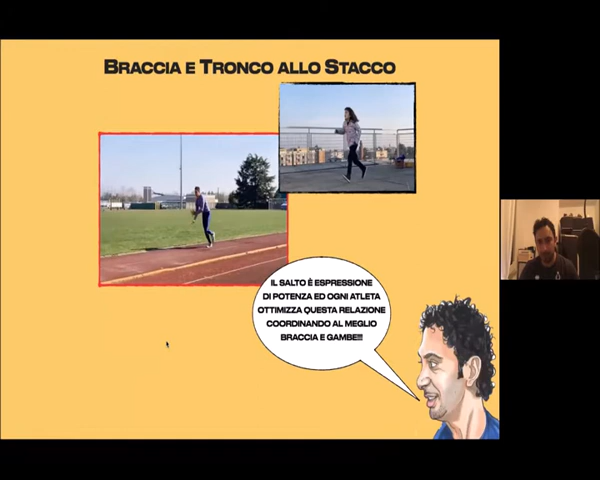 BRACCIA E TRONCO ALLO STACCO
IL SALTO È ESPRESSIONE
DI POTENZA ED OGNI ATLETA
OTTIMIZZA QUESTA RELAZIONE
COORDINANDO AL MEGLIO
BRACCIA E GAMBE!!!